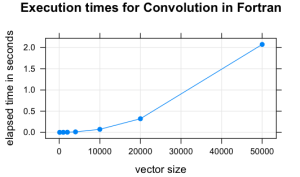 Execution times for Convolution in Fortran
elapsed time in seconds
2.0
1.5
1.0
0.5
0.0
0 10000 20000 30000 40000 50000
vector size